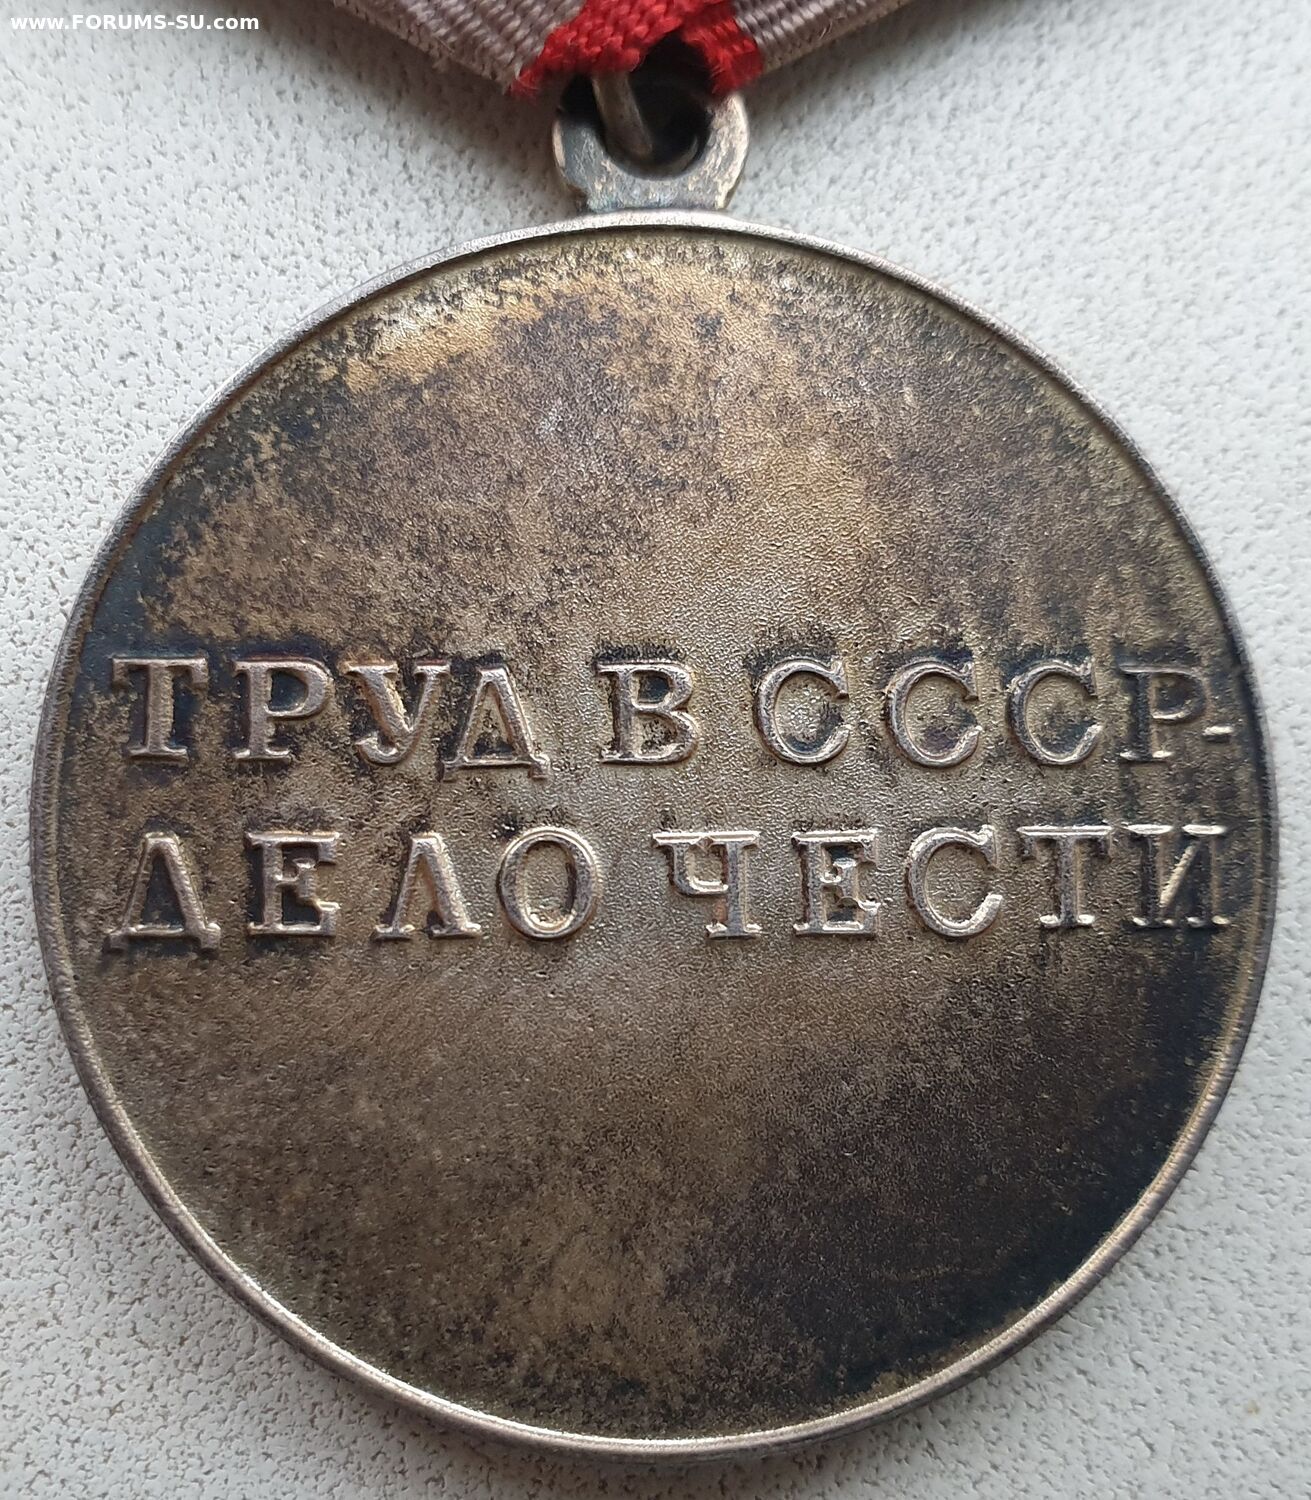 www.FORUMS-SU.com
ТРУД В СССР-
ДЕЛО ЧЕСТИ